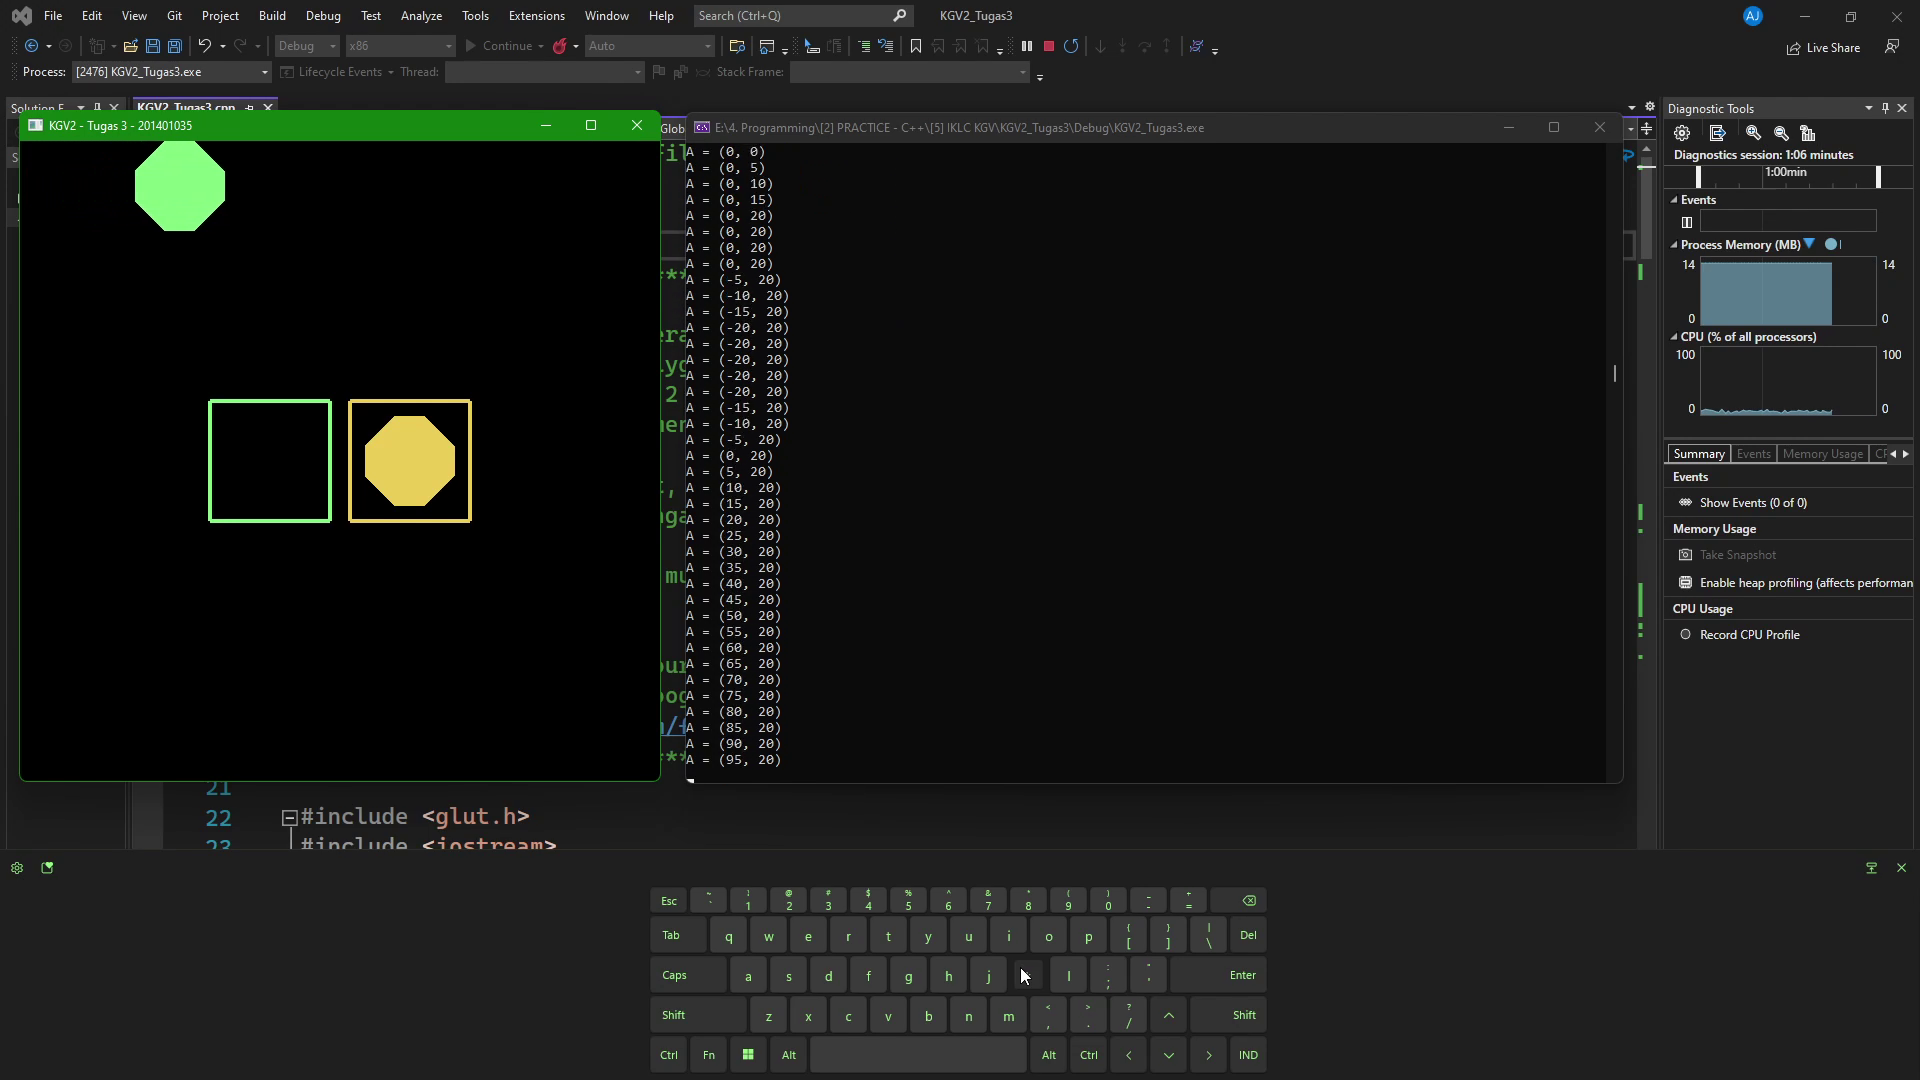 File Edit View Git Project Build Debug Test Analyze Tools Extensions Window Help Search (Ctrl+Q) KGV2_Tugas3 AJ
Debug x86 Continue Auto Live Share
Process: [2476] KGV2_Tugas3.exe Lifecycle Events Thread: Stack Frame:
KGV2_Tugas3.cpp
KGV2 - Tugas 3 - 201401035
E:\4. Programming\[2] PRACTICE - C++\[5] IKLC KGV\KGV2_Tugas3\Debug\KGV2_Tugas3.exe
A = (0, 0)
A = (0, 5)
A = (0, 10)
A = (0, 15)
A = (0, 20)
A = (0, 20)
A = (0, 20)
A = (0, 20)
A = (-5, 20)
A = (-10, 20)
A = (-15, 20)
A = (-20, 20)
A = (-20, 20)
A = (-20, 20)
A = (-20, 20)
A = (-20, 20)
A = (-15, 20)
A = (-10, 20)
A = (-5, 20)
A = (0, 20)
A = (5, 20)
A = (10, 20)
A = (15, 20)
A = (20, 20)
A = (25, 20)
A = (30, 20)
A = (35, 20)
A = (40, 20)
A = (45, 20)
A = (50, 20)
A = (55, 20)
A = (60, 20)
A = (65, 20)
A = (70, 20)
A = (75, 20)
A = (80, 20)
A = (85, 20)
A = (90, 20)
A = (95, 20)
21
22 #include <glut.h>
23 #include <iostream>
Diagnostic Tools
Diagnostics session: 1:06 minutes
1:00min
Events
Process Memory (MB)
14 14
0 0
CPU (% of all processors)
100 100
0 0
Summary Events Memory Usage
Events
Show Events (0 of 0)
Memory Usage
Take Snapshot
Enable heap profiling (affects performan
CPU Usage
Record CPU Profile
Esc ~ ` ! 1 @ 2 # 3 $ 4 % 5 ^ 6 & 7 * 8 ( 9 ) 0 _ - + =
Tab q w e r t y u i o p { [ } ] | \ Del
Caps a s d f g h j l : ; " ' Enter
Shift z x c v b n m < , > . ? / Shift
Ctrl Fn Alt Alt Ctrl IND